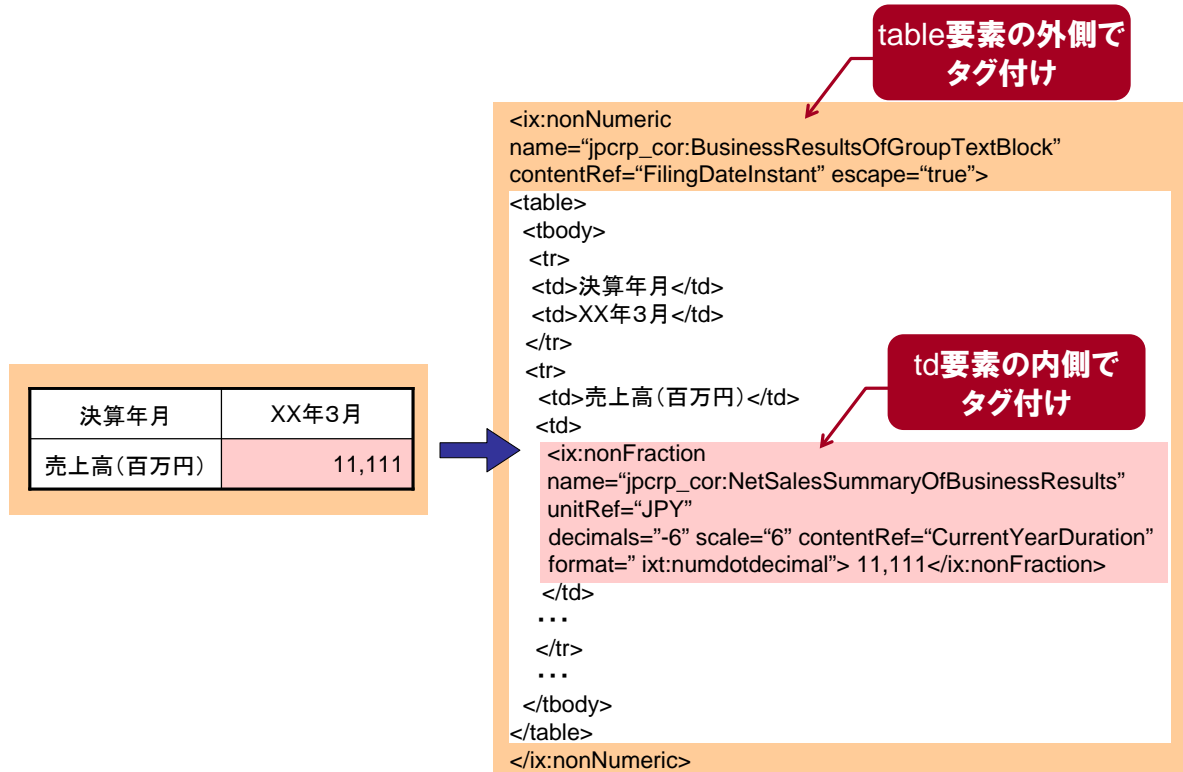 table要素の外側で
タグ付け
<ix:nonNumeric
name=“jpcrp_cor:BusinessResultsOfGroupTextBlock”
contentRef=“FilingDateInstant” escape=“true”>
<table>
<tbody>
<tr>
<td>決算年月</td>
<td>XX年3月</td>
</tr>
<tr>
<td>売上高(百万円)</td>
<td>
td要素の内側で
タグ付け
<ix:nonFraction
name=“jpcrp_cor:NetSalesSummaryOfBusinessResults”
unitRef=“JPY”
decimals=”-6” scale=“6” contentRef=“CurrentYearDuration”
format=” ixt:numdotdecimal”> 11,111</ix:nonFraction>
</td>
・・・
</tr>
・・・
</tbody>
</table>
</ix:nonNumeric>
決算年月 XX年3月
売上高(百万円) 11,111